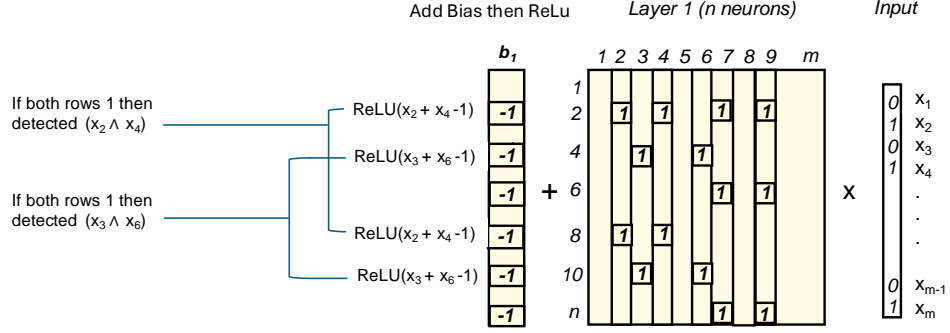 Add Bias then ReLu
Layer 1 (n neurons)
Input
b1
1 2 3 4 5 6 7 8 9 m
If both rows 1 then
detected (x2 ∧ x4)
If both rows 1 then
detected (x3 ∧ x6)
ReLU(x2 + x4 -1)
ReLU(x3 + x6 -1)
ReLU(x2 + x4 -1)
ReLU(x3 + x6 -1)
-1
-1
-1
-1
-1
-1
+
1
2 1 1 1 1
4 1 1
6 1 1
8 1 1
10 1 1
n 1 1
x
0 x1
1 x2
0 x3
1 x4
.
.
.
0 xm-1
1 xm